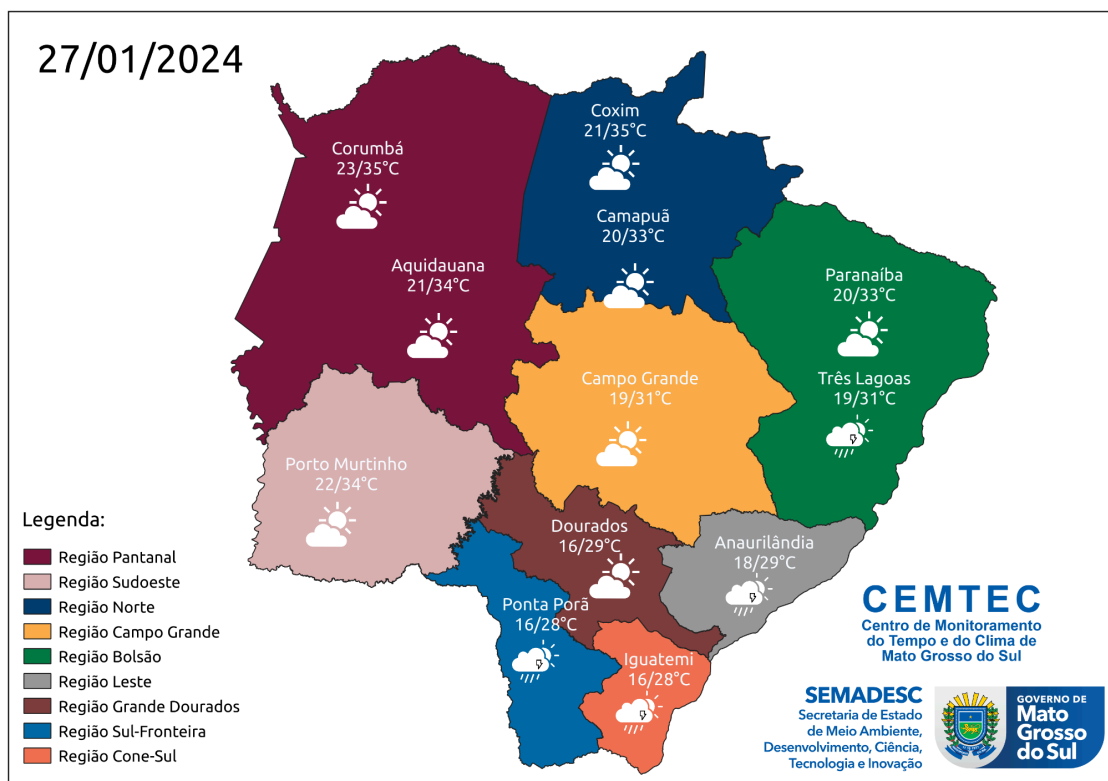 27/01/2024
Coxim
21/35°C
Corumbá
23/35°C
Camapuã
20/33°C
Aquidauana
21/34°C
Paranaíba
20/33°C
Campo Grande
19/31°C
Três Lagoas
19/31°C
Porto Murtinho
22/34°C
Dourados
16/29°C
Anaurilândia
18/29°C
Ponta Porã
16/28°C
Iguatemi
16/28°C
Legenda:
Região Pantanal
Região Sudoeste
Região Norte
Região Campo Grande
Região Bolsão
Região Leste
Região Grande Dourados
Região Sul-Fronteira
Região Cone-Sul
CEMTEC
Centro de Monitoramento
do Tempo e do Clima de
Mato Grosso do Sul
SEMADESC
Secretaria de Estado
de Meio Ambiente,
Desenvolvimento, Ciência,
Tecnologia e Inovação
GOVERNO DE
Mato
Grosso
do Sul